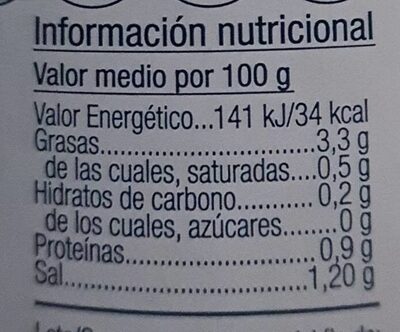 Información nutricional
Valor medio por 100 g
Valor Energético...141 kJ/34 kcal
Grasas..............................3,3 g
de las cuales, saturadas....0,5 g
Hidratos de carbono............0,2 g
de los cuales, azúcares........0 g
Proteínas............................0,9 g
Sal....................................1,20 g